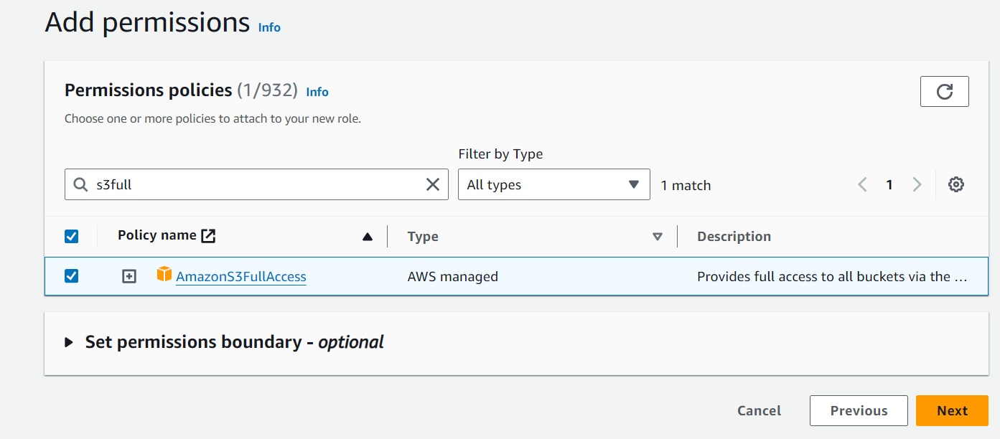 Add permissions Info
Permissions policies (1/932) Info
Choose one or more policies to attach to your new role.
Filter by Type
s3full
All types
1 match
1
Policy name
Type
Description
AmazonS3FullAccess
AWS managed
Provides full access to all buckets via the ...
Set permissions boundary - optional
Cancel
Previous
Next